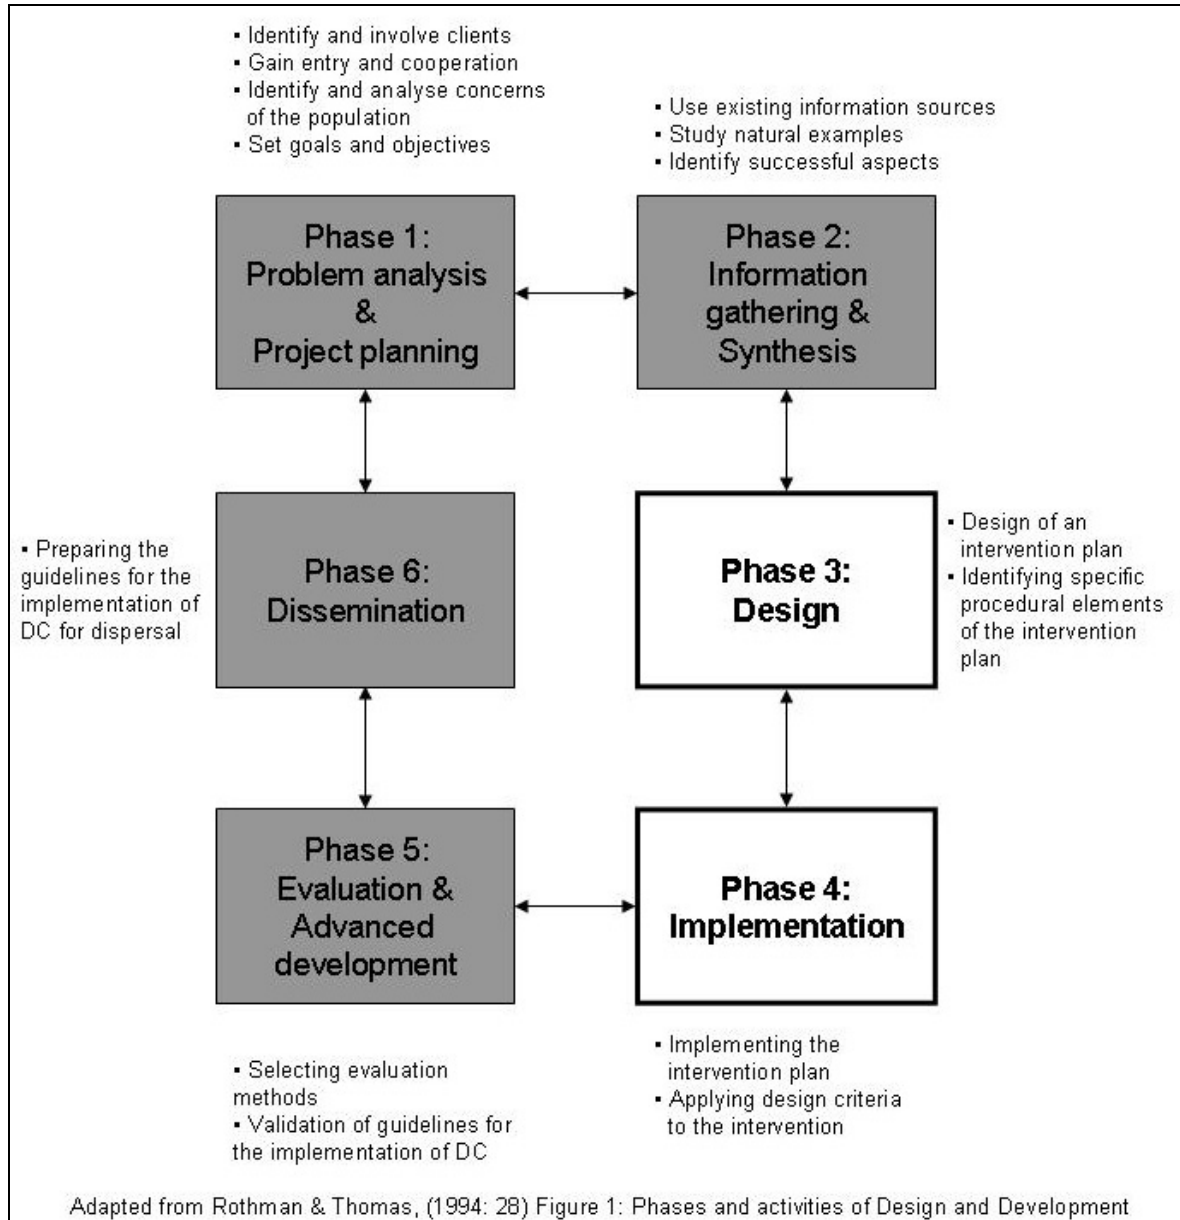 ▪ Identify and involve clients
▪ Gain entry and cooperation
▪ Identify and analyse concerns
of the population
▪ Set goals and objectives
▪ Use existing information sources
▪ Study natural examples
▪ Identify successful aspects
Phase 1:
Problem analysis
&
Project planning
Phase 2:
Information
gathering &
Synthesis
▪ Preparing the
guidelines for the
implementation of
DC for dispersal
Phase 6:
Dissemination
Phase 3:
Design
▪ Design of an
intervention plan
▪ Identifying specific
procedural elements
of the intervention
plan
Phase 5:
Evaluation &
Advanced
development
Phase 4:
Implementation
▪ Selecting evaluation
methods
▪ Validation of guidelines for
the implementation of DC
▪ Implementing the
intervention plan
▪ Applying design criteria
to the intervention
Adapted from Rothman & Thomas, (1994: 28) Figure 1: Phases and activities of Design and Development